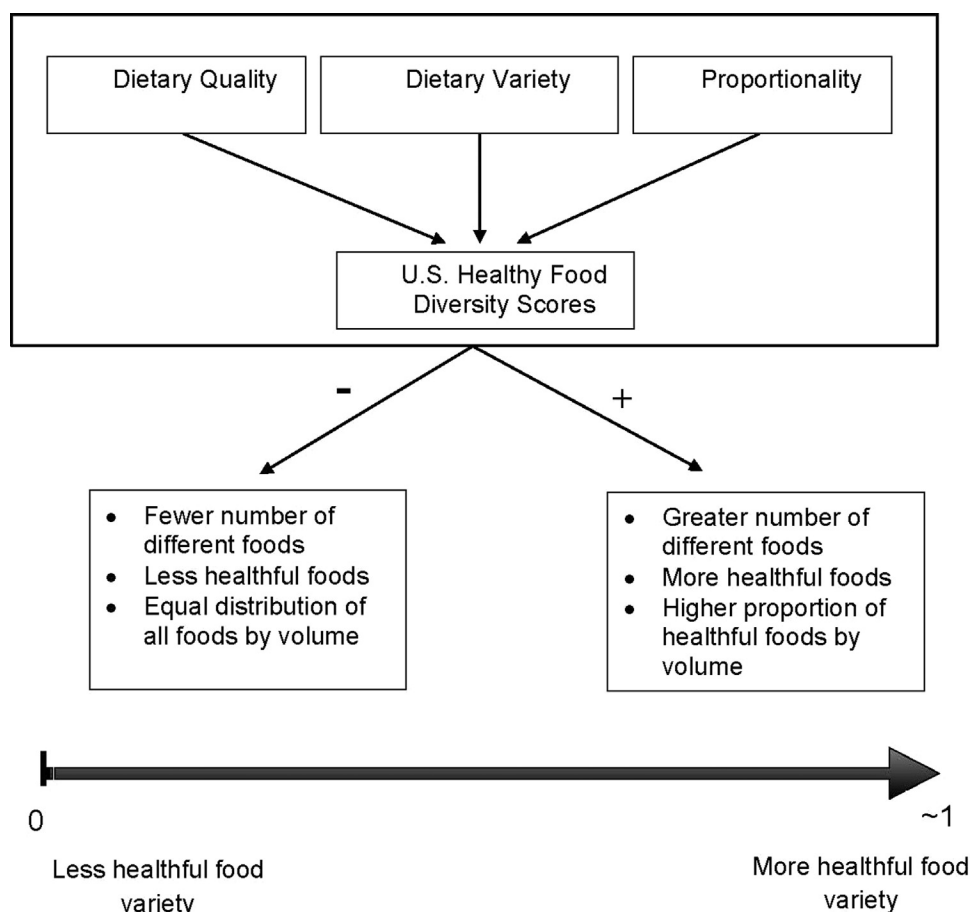 Dietary Quality
Dietary Variety
Proportionality
U.S. Healthy Food
Diversity Scores
-
+
• Fewer number of
different foods
• Less healthful foods
• Equal distribution of
all foods by volume
• Greater number of
different foods
• More healthful foods
• Higher proportion of
healthful foods by
volume
0
~1
Less healthful food
variety
More healthful food
variety